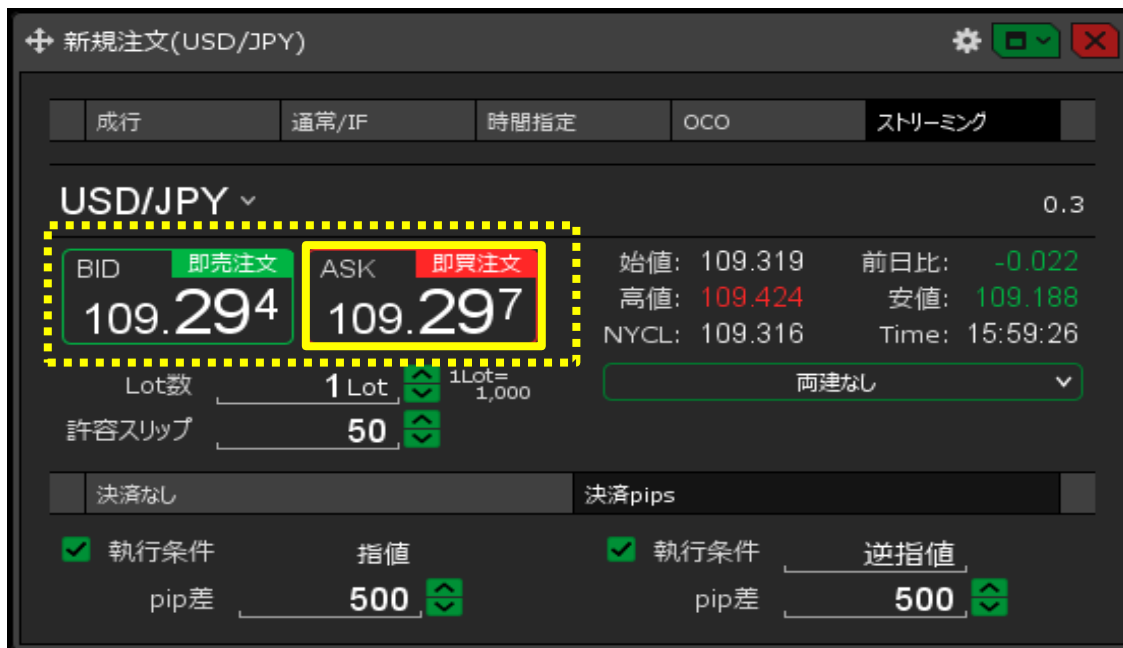 新規注文(USD/JPY)
成行 通常/IF 時間指定 OCO ストリーミング
USD/JPY 0.3
BID 即売注文 ASK 即買注文 始値: 109.319 前日比: -0.022
109.294 109.297 高値: 109.424 安値: 109.188
NYCL: 109.316 Time: 15:59:26
Lot数 1 Lot 1Lot= 1,000 両建なし
許容スリップ 50
決済なし 決済pips
執行条件 指値 執行条件 逆指値
pip差 500 pip差 500